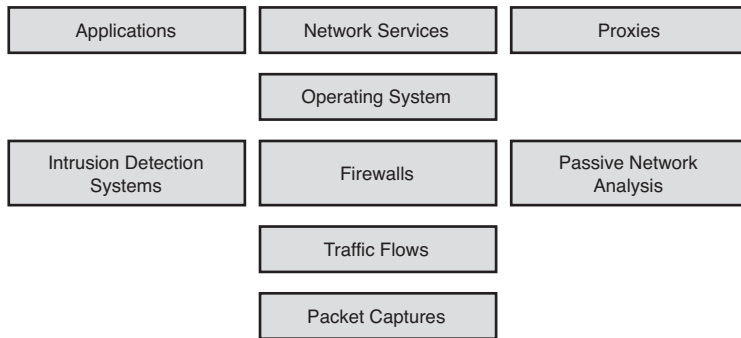 Applications
Network Services
Proxies
Operating System
Intrusion Detection
Systems
Firewalls
Passive Network
Analysis
Traffic Flows
Packet Captures